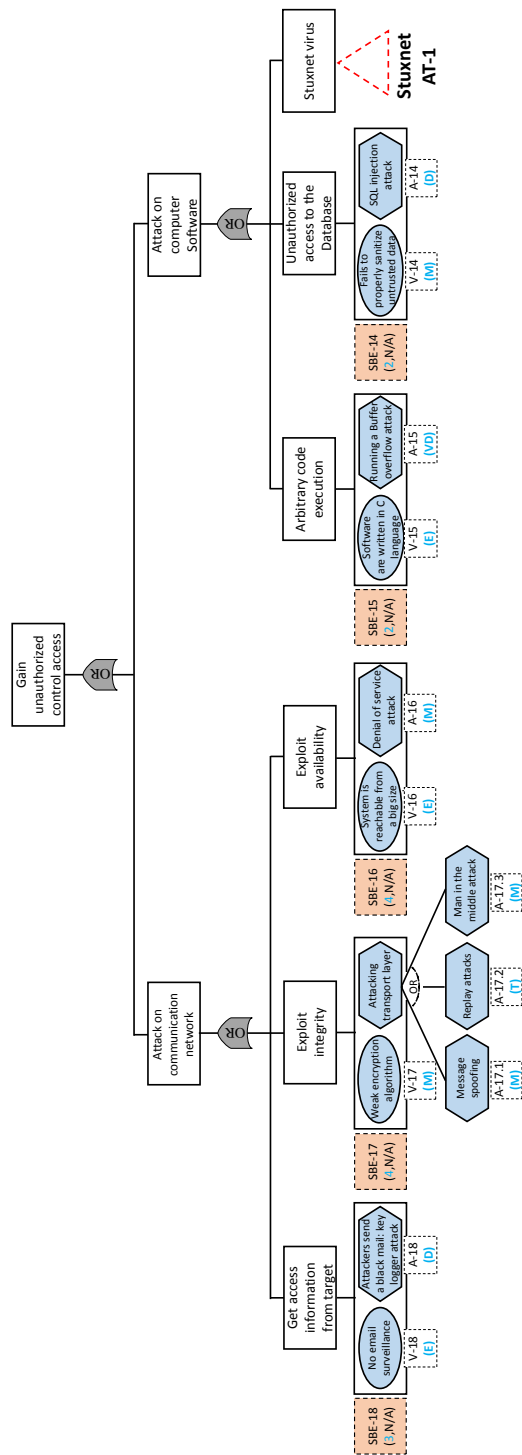 Gain
unauthorized
control access
OR
Attack on
communication
network
OR
Attack on
computer
Software
OR
Get access
information
from target
Exploit
integrity
Exploit
availability
Arbitrary code
execution
Unauthorized
access to the
Database
Stuxnet virus
SBE-18
(3,N/A)
No email
surveillance
V-18
(E)
Attackers send
a black mail: key
logger attack
A-18
(D)
SBE-17
(4,N/A)
Weak encryption
algorithm
V-17
(M)
Attacking
transport layer
OR
Message
spoofing
A-17.1
(M)
Replay attacks
A-17.2
(T)
Man in the
middle attack
A-17.3
(M)
SBE-16
(4,N/A)
System is
reachable from
a big size
V-16
(E)
Denial of service
attack
A-16
(M)
SBE-15
(2,N/A)
Software
are written in C
language
V-15
(E)
Running a Buffer
overflow attack
A-15
(VD)
SBE-14
(2,N/A)
Fails to
properly sanitize
untrusted data
V-14
(M)
SQL injection
attack
A-14
(D)
Stuxnet
AT-1